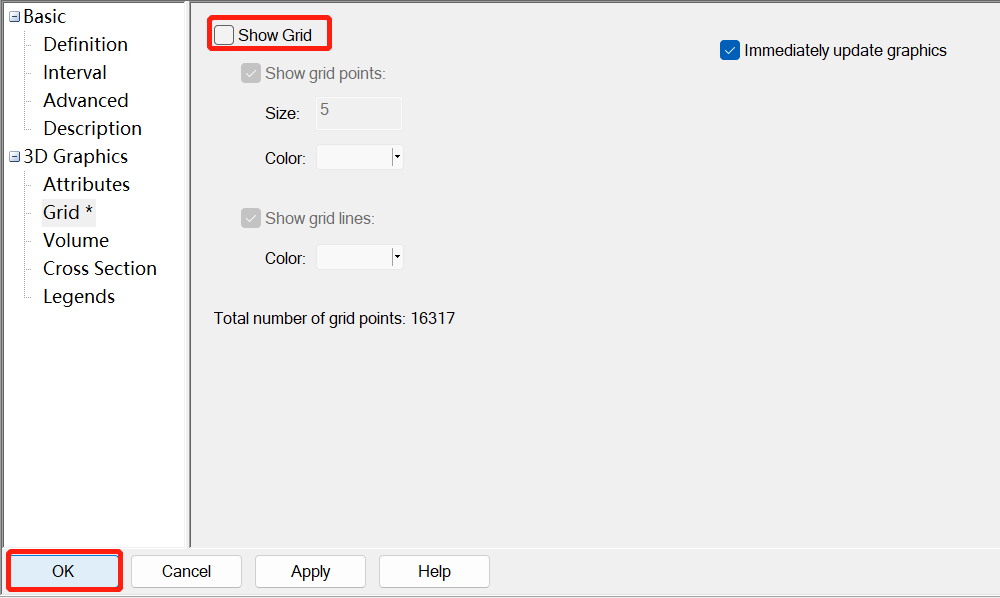 Basic
Definition
Interval
Advanced
Description
3D Graphics
Attributes
Grid *
Volume
Cross Section
Legends
Show Grid
Immediately update graphics
Show grid points:
Size: 5
Color:
Show grid lines:
Color:
Total number of grid points: 16317
OK Cancel Apply Help